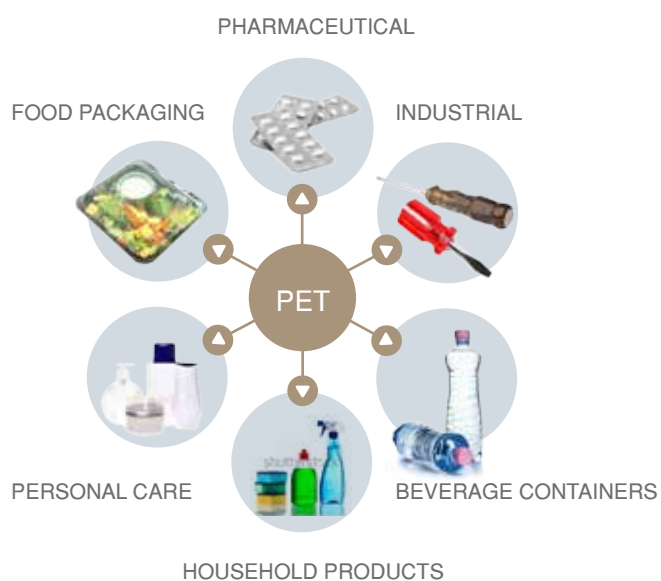 PHARMACEUTICAL
FOOD PACKAGING
INDUSTRIAL
PET
PERSONAL CARE
BEVERAGE CONTAINERS
HOUSEHOLD PRODUCTS